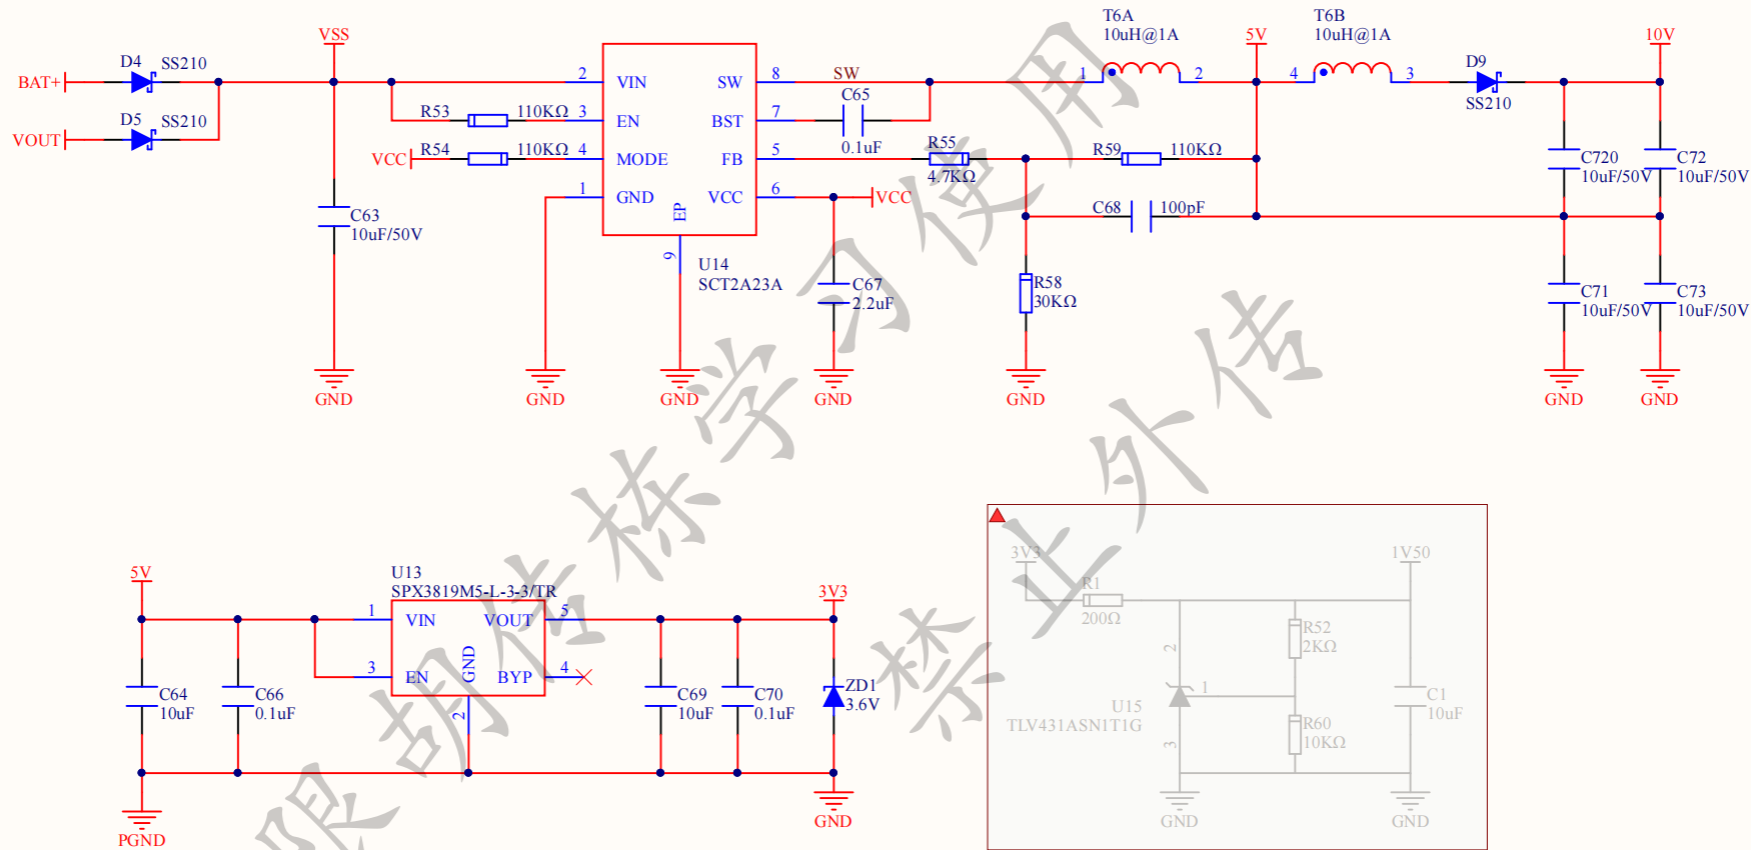 T6A
10uH@1A
T6B
10uH@1A
VSS
5V
10V
D4
SS210
BAT+
2
VIN
SW
8
SW
1
2
4
3
D9
SS210
D5
SS210
VOUT
R53
110KΩ
3
EN
BST
7
C65
0.1uF
VCC
R54
110KΩ
4
MODE
FB
5
R55
4.7KΩ
R59
110KΩ
C720
10uF/50V
C72
10uF/50V
1
GND
VCC
6
VCC
EP
9
C63
10uF/50V
C68
100pF
U14
SCT2A23A
C67
2.2uF
R58
30KΩ
C71
10uF/50V
C73
10uF/50V
GND
GND
GND
GND
GND
GND
GND
5V
U13
SPX3819M5-L-3-3/TR
3V3
1
VIN
VOUT
5
3
EN
GND
BYP
4
2
C64
10uF
C66
0.1uF
C69
10uF
C70
0.1uF
ZD1
3.6V
PGND
GND
3V3
1V50
R1
200Ω
2
R52
2KΩ
1
U15
TLV431ASN1T1G
C1
10uF
3
R60
10KΩ
GND
GND
限胡佳栋学习使用
禁止外传